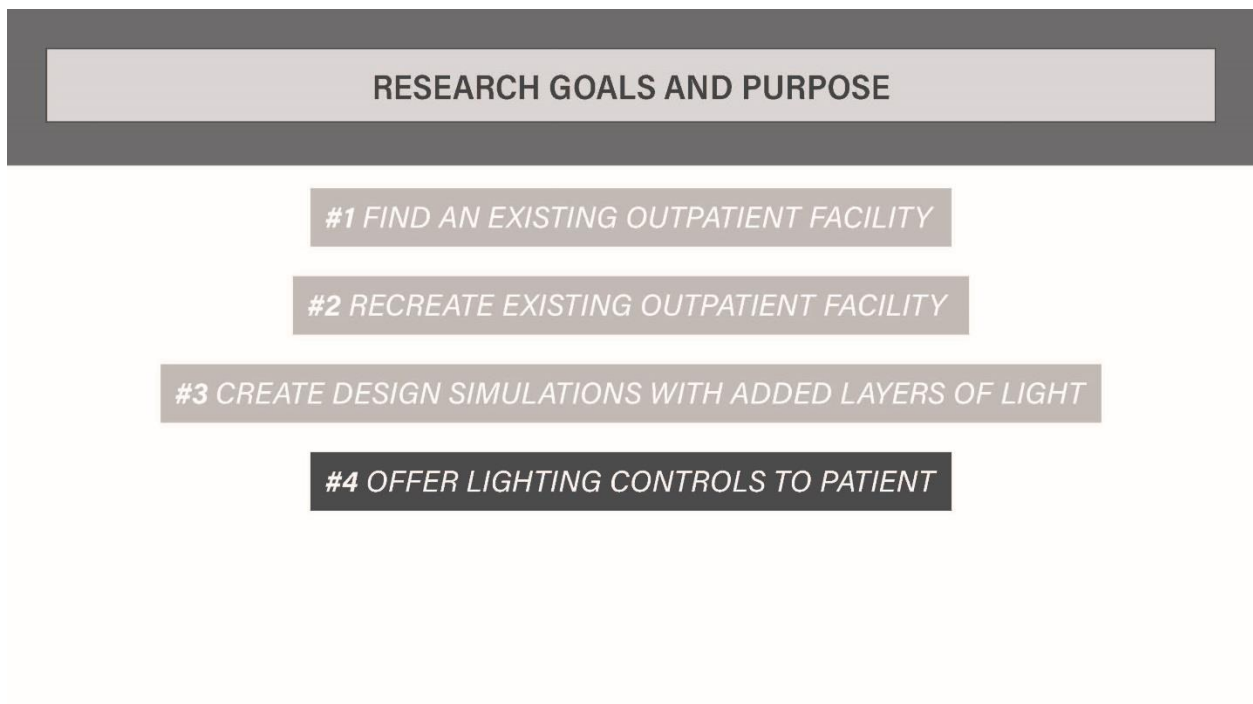 RESEARCH GOALS AND PURPOSE
#1 FIND AN EXISTING OUTPATIENT FACILITY
#2 RECREATE EXISTING OUTPATIENT FACILITY
#3 CREATE DESIGN SIMULATIONS WITH ADDED LAYERS OF LIGHT
#4 OFFER LIGHTING CONTROLS TO PATIENT